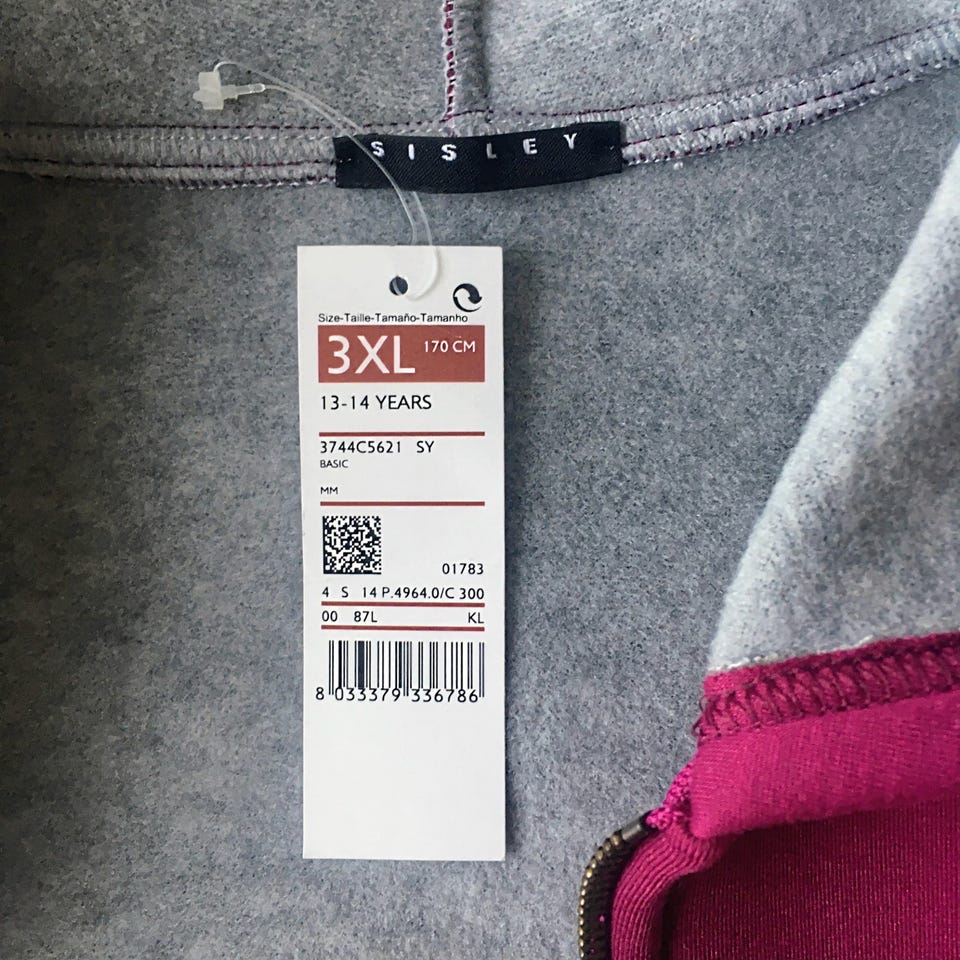 SISLEY
Size-Taille-Tamaño-Tamanho
3XL 170 CM
13-14 YEARS
3744C5621 SY
BASIC
MM
01783
4 S 14 P.4964.0/C 300
00 87L KL
8 033379 336786